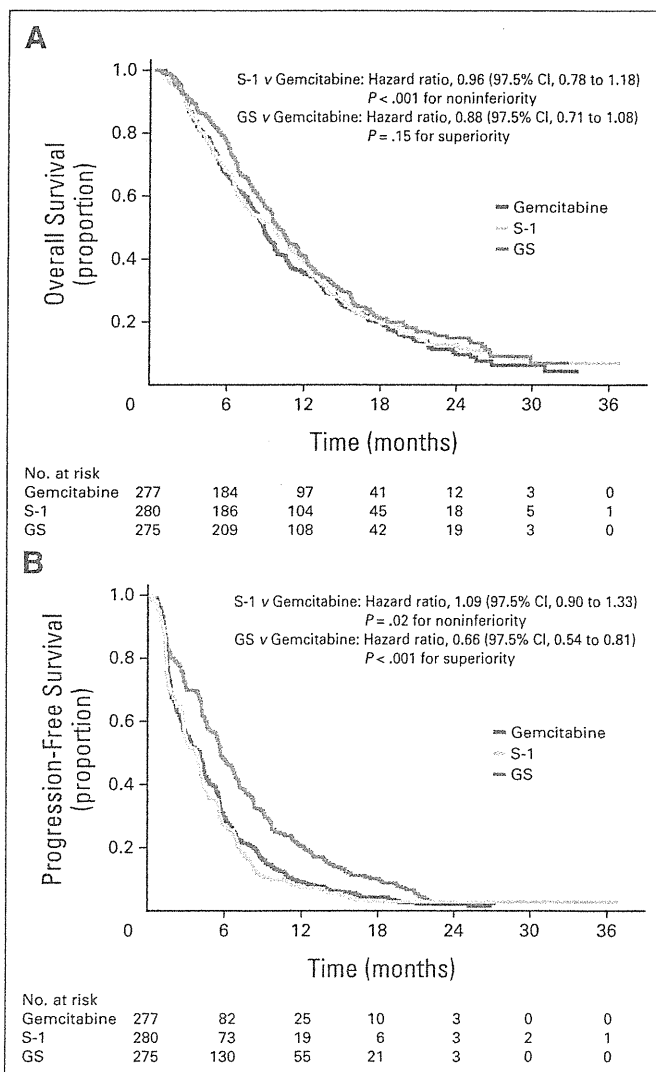 A
S-1 v Gemcitabine: Hazard ratio, 0.96 (97.5% CI, 0.78 to 1.18)
P < .001 for noninferiority
GS v Gemcitabine: Hazard ratio, 0.88 (97.5% CI, 0.71 to 1.08)
P = .15 for superiority
Overall Survival
(proportion)
1.0
0.8
0.6
0.4
0.2
Gemcitabine
S-1
GS
0 6 12 18 24 30 36
Time (months)
No. at risk
Gemcitabine 277 184 97 41 12 3 0
S-1 280 186 104 45 18 5 1
GS 275 209 108 42 19 3 0
B
S-1 v Gemcitabine: Hazard ratio, 1.09 (97.5% CI, 0.90 to 1.33)
P = .02 for noninferiority
GS v Gemcitabine: Hazard ratio, 0.66 (97.5% CI, 0.54 to 0.81)
P < .001 for superiority
Progression-Free Survival
(proportion)
1.0
0.8
0.6
0.4
0.2
Gemcitabine
S-1
GS
0 6 12 18 24 30 36
Time (months)
No. at risk
Gemcitabine 277 82 25 10 3 0 0
S-1 280 73 19 6 3 2 1
GS 275 130 55 21 3 0 0